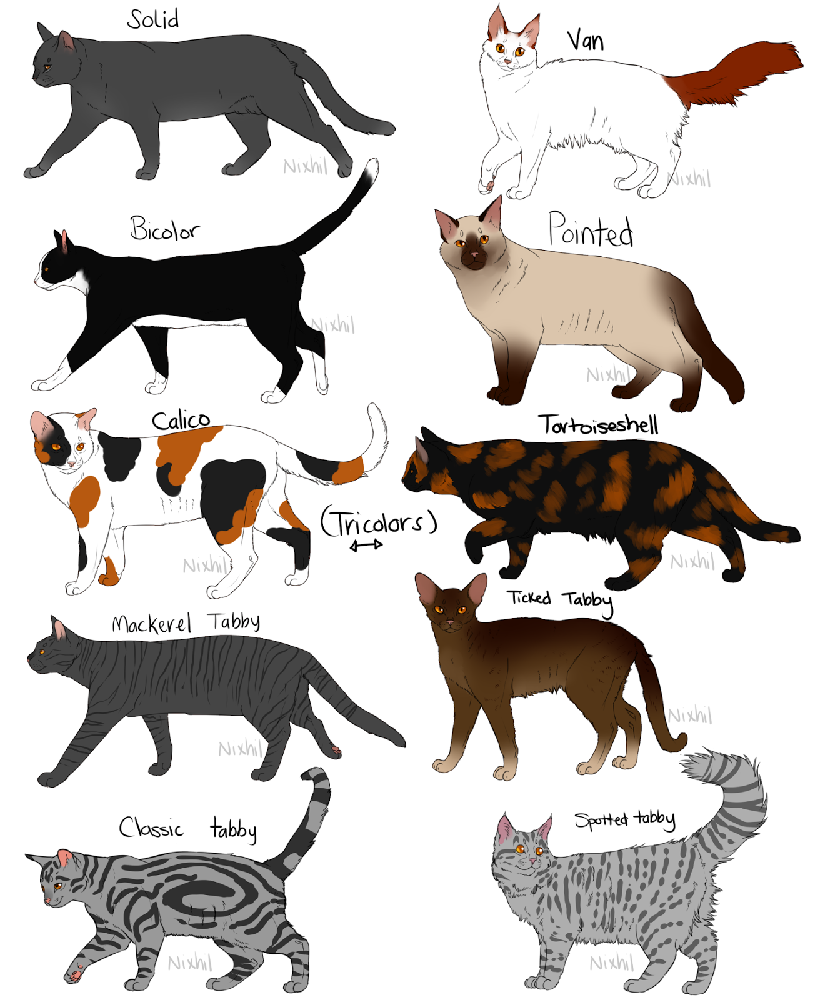 Solid
Van
Nixhil
Nixhil
Bicolor
Pointed
Nixhil
Nixhil
Calico
Tortoiseshell
(Tricolors)
Nixhil
Nixhil
Mackerel Tabby
Ticked Tabby
Nixhil
Nixhil
Classic tabby
Spotted tabby
Nixhil
Nixhil